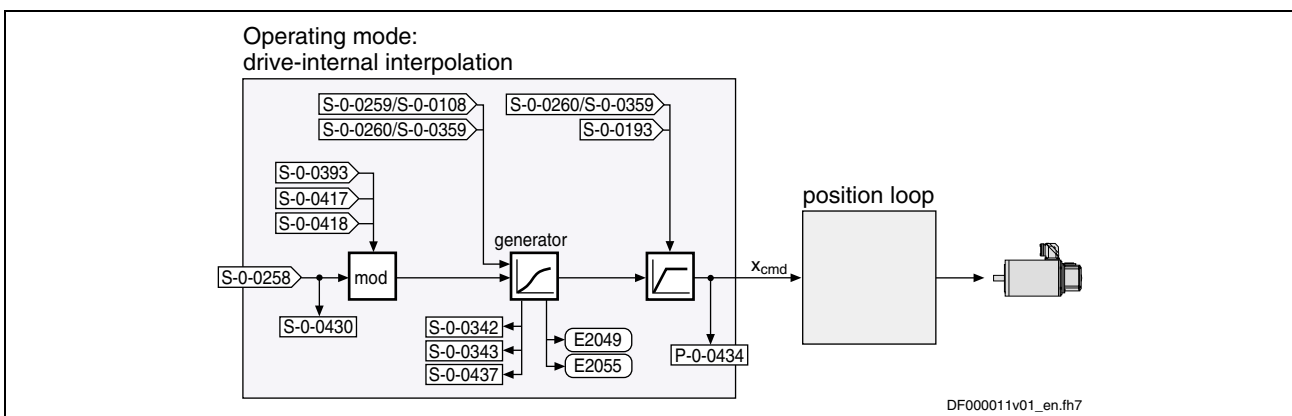 Operating mode:
drive-internal interpolation
S-0-0259/S-0-0108
S-0-0260/S-0-0359
S-0-0260/S-0-0359
S-0-0193
S-0-0393
S-0-0417
S-0-0418
position loop
generator
S-0-0258
mod
xcmd
S-0-0430
S-0-0342
S-0-0343
S-0-0437
E2049
E2055
P-0-0434
DF000011v01_en.fh7